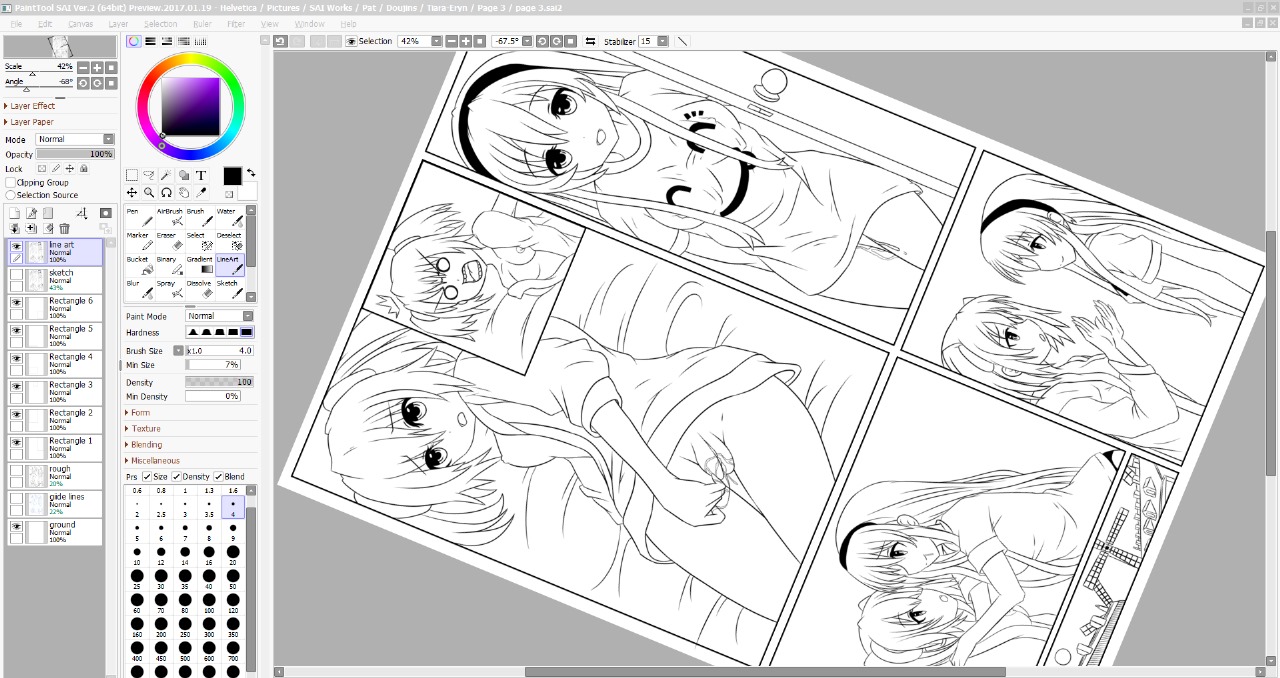 PaintTool SAI Ver.2 (64bit) Preview.2017.01.19 - Helvetica / Pictures / SAI Works / Pat / Doujins / Tiara-Eryn / Page 3 / page 3.sai2
File Edit Canvas Layer Selection Ruler Filter View Window Help
Selection 42% -67.5° Stabilizer 15
Scale 42%
Angle -68°
Layer Effect
Layer Paper
Mode Normal
Opacity 100%
Lock
Clipping Group
Selection Source
line art
Normal
100%
sketch
Normal
43%
Rectangle 6
Normal
100%
Rectangle 5
Normal
100%
Rectangle 4
Normal
100%
Rectangle 3
Normal
100%
Rectangle 2
Normal
100%
Rectangle 1
Normal
100%
rough
Normal
20%
gide lines
Normal
22%
ground
Normal
100%
T
Pen AirBrush Brush Water
Marker Eraser Select Deselect
Bucket Binary Gradient LineArt
Blur Spray Dissolve Sketch
Paint Mode Normal
Hardness
Brush Size x1.0 4.0
Min Size 7%
Density 100
Min Density 0%
Form
Texture
Blending
Miscellaneous
Prs Size Density Blend
0.6 0.8 1 1.3 1.6
2 2.5 3 3.5 4
5 6 7 8 9
10 12 14 16 20
25 30 35 40 50
60 70 80 100 120
160 200 250 300 350
400 450 500 600 700